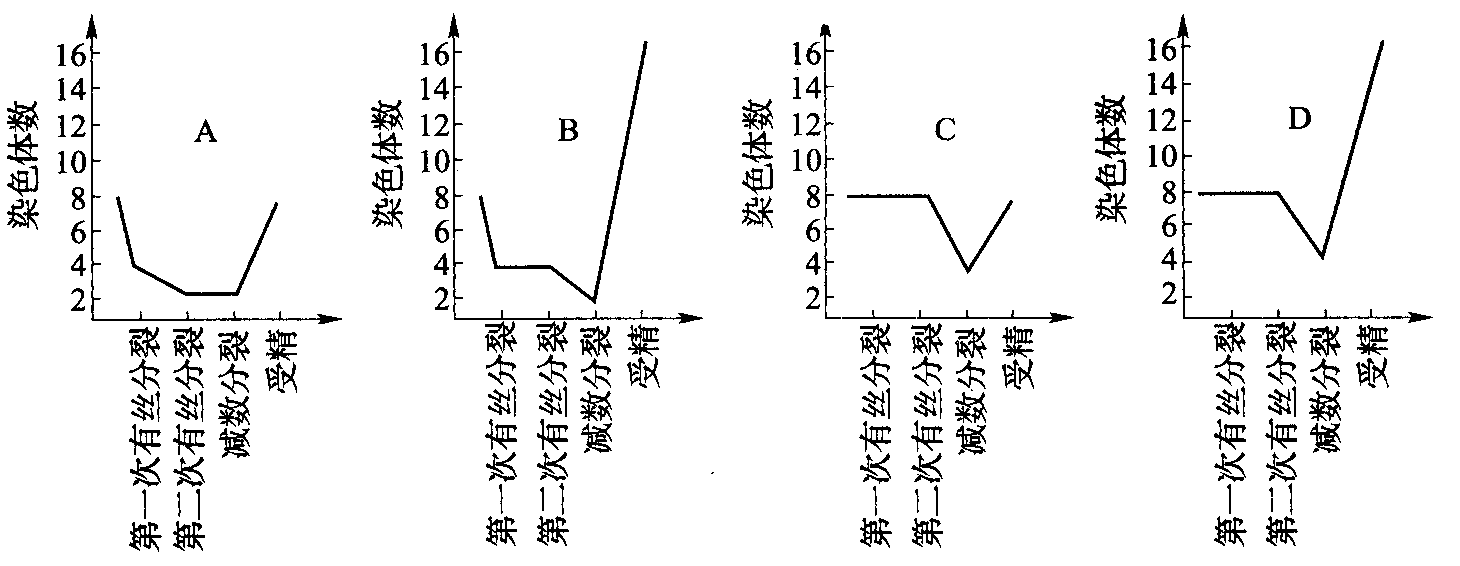 染色体数
16
14
12
10
8
6
4
2
A
第一次有丝分裂
第二次有丝分裂
减数分裂
受精
染色体数
16
14
12
10
8
6
4
2
B
第一次有丝分裂
第二次有丝分裂
减数分裂
受精
染色体数
16
14
12
10
8
6
4
2
C
第一次有丝分裂
第二次有丝分裂
减数分裂
受精
染色体数
16
14
12
10
8
6
4
2
D
第一次有丝分裂
第二次有丝分裂
减数分裂
受精